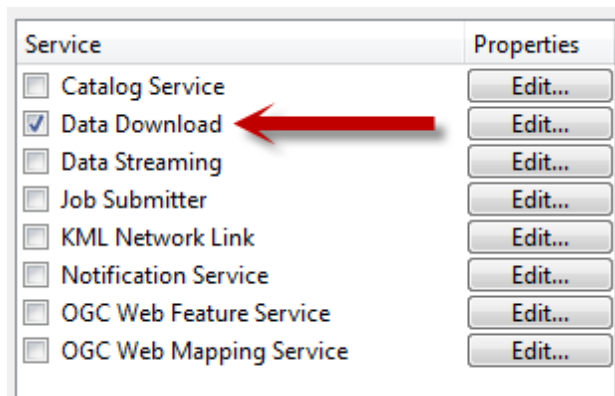 Service Properties
Catalog Service Edit...
Data Download Edit...
Data Streaming Edit...
Job Submitter Edit...
KML Network Link Edit...
Notification Service Edit...
OGC Web Feature Service Edit...
OGC Web Mapping Service Edit...